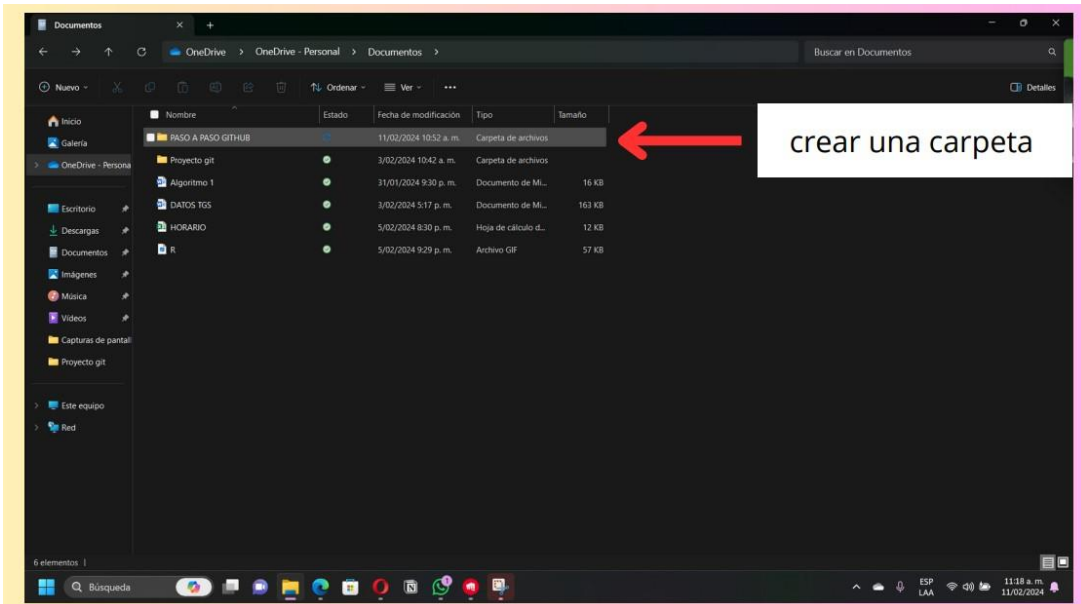 Documentos
OneDrive > OneDrive - Personal > Documentos >
Buscar en Documentos
Nuevo
Ordenar
Ver
Detalles
Nombre Estado Fecha de modificación Tipo Tamaño
PASO A PASO GITHUB 11/02/2024 10:52 a. m. Carpeta de archivos
Proyecto git 3/02/2024 10:42 a. m. Carpeta de archivos
Algoritmo 1 31/01/2024 9:30 p. m. Documento de Mi... 16 KB
DATOS TGS 3/02/2024 5:17 p. m. Documento de Mi... 163 KB
HORARIO 5/02/2024 8:30 p. m. Hoja de cálculo d... 12 KB
R 5/02/2024 9:29 p. m. Archivo GIF 57 KB
crear una carpeta
Inicio
Galería
OneDrive - Persona
Escritorio
Descargas
Documentos
Imágenes
Música
Vídeos
Capturas de pantall
Proyecto git
Este equipo
Red
6 elementos
Búsqueda
ESP
LAA
11:18 a. m.
11/02/2024